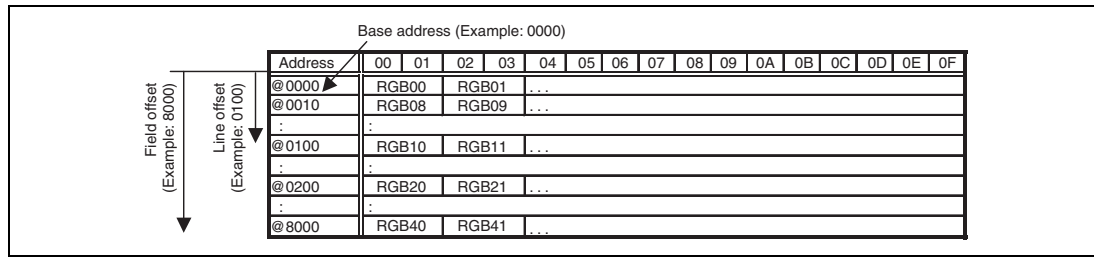 Base address (Example: 0000)
Field offset
(Example: 8000)
Line offset
(Example: 0100)
Address 00 01 02 03 04 05 06 07 08 09 0A 0B 0C 0D 0E 0F
@0000 RGB00 RGB01 . . .
@0010 RGB08 RGB09 . . .
: :
@0100 RGB10 RGB11 . . .
: :
@0200 RGB20 RGB21 . . .
: :
@8000 RGB40 RGB41 . . .